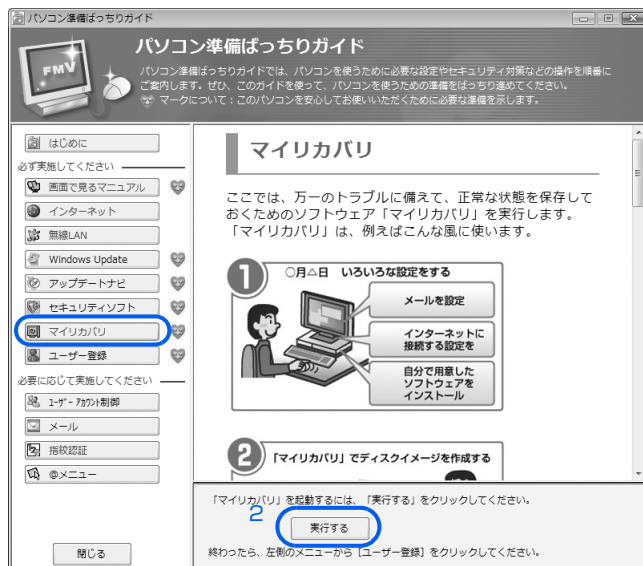 パソコン準備ばっちりガイド
FMV
パソコン準備ばっちりガイド
パソコン準備ばっちりガイドでは、パソコンを使うために必要な設定やセキュリティ対策などの操作を順番に
ご案内します。ぜひ、このガイドを使って、パソコンを使うための準備をばっちり進めてください。
マークについて：このパソコンを安心してお使いいただくために必要な準備を示します。
はじめに
必ず実施してください
画面で見るマニュアル
インターネット
無線LAN
Windows Update
アップデートナビ
セキュリティソフト
マイリカバリ
ユーザー登録
必要に応じて実施してください
ユーザー アカウント制御
メール
指紋認証
@メニュー
閉じる
マイリカバリ
ここでは、万一のトラブルに備えて、正常な状態を保存して
おくためのソフトウェア「マイリカバリ」を実行します。
「マイリカバリ」は、例えばこんな風に使います。
1
○月△日 いろいろな設定をする
メールを設定
インターネットに
接続する設定を
自分で用意した
ソフトウェアを
インストール
2
「マイリカバリ」でディスクイメージを作成する
「マイリカバリ」を起動するには、「実行する」をクリックしてください。
2
実行する
終わったら、左側のメニューから［ユーザー登録］をクリックしてください。